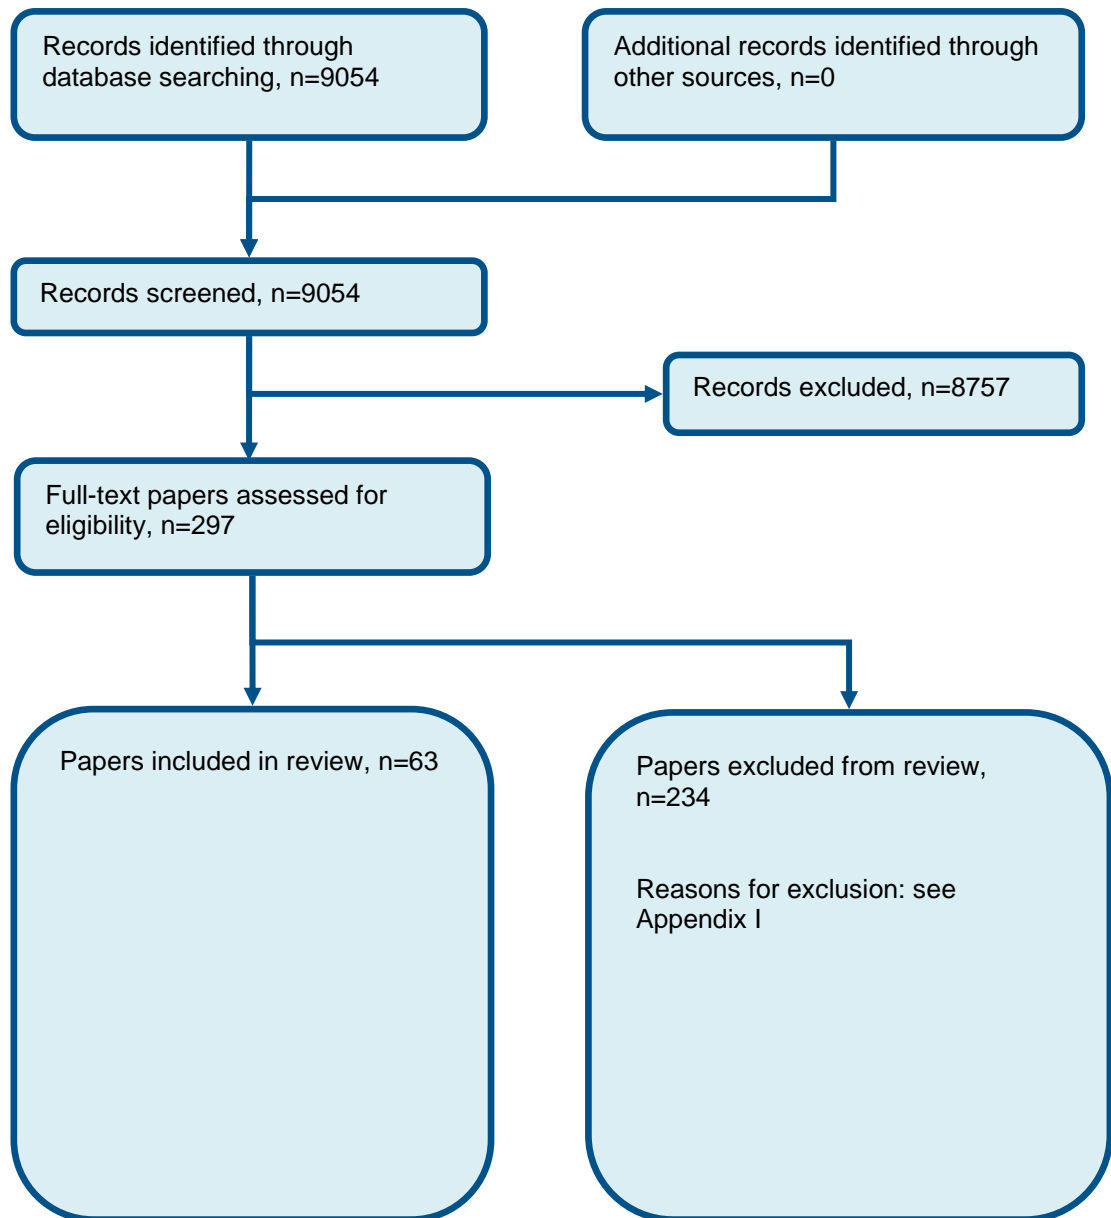 Records identified through
database searching, n=9054
Additional records identified through
other sources, n=0
Records screened, n=9054
Records excluded, n=8757
Full-text papers assessed for
eligibility, n=297
Papers included in review, n=63
Papers excluded from review,
n=234
Reasons for exclusion: see
Appendix I